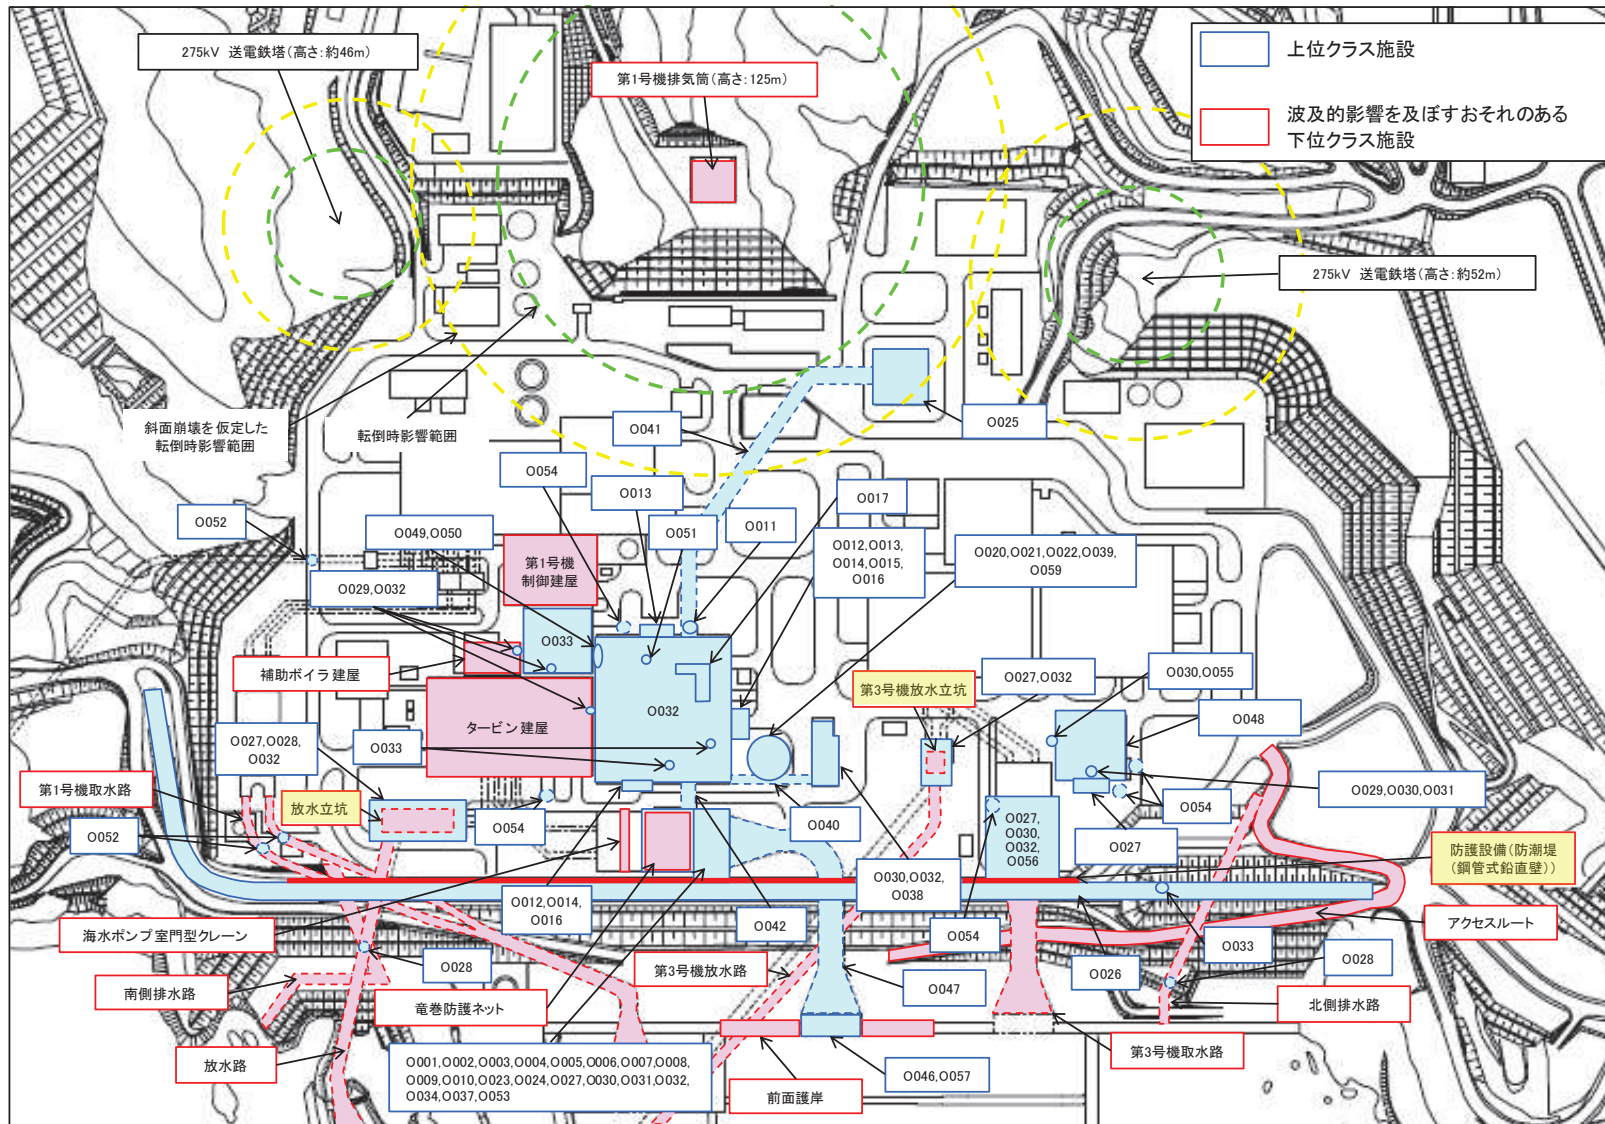 275kV 送電鉄塔(高さ:約46m)
第1号機排気筒(高さ:125m)
上位クラス施設
波及的影響を及ぼすおそれのある
下位クラス施設
275kV 送電鉄塔(高さ:約52m)
斜面崩壊を仮定した
転倒時影響範囲
転倒時影響範囲
O041
O025
O054
O013
O017
O052
O049,O050
O051
O011
O012,O013,
O014,O015,
O016
O020,O021,O022,O039,
O059
第1号機
制御建屋
O029,O032
O033
補助ボイラ建屋
第3号機放水立坑
O027,O032
O030,O055
タービン建屋
O032
O048
O027,O028,
O032
O033
第1号機取水路
放水立坑
O029,O030,O031
O052
O054
O040
O027,
O030,
O032,
O056
O054
O027
防護設備(防潮堤
(鋼管式鉛直壁))
O030,O032,
O038
O012,O014,
O016
O042
海水ポンプ室門型クレーン
O054
O033
アクセスルート
O028
第3号機放水路
O026
O028
南側排水路
O047
竜巻防護ネット
北側排水路
放水路
第3号機取水路
O001,O002,O003,O004,O005,O006,O007,O008,
O009,O010,O023,O024,O027,O030,O031,O032,
O034,O037,O053
O046,O057
前面護岸